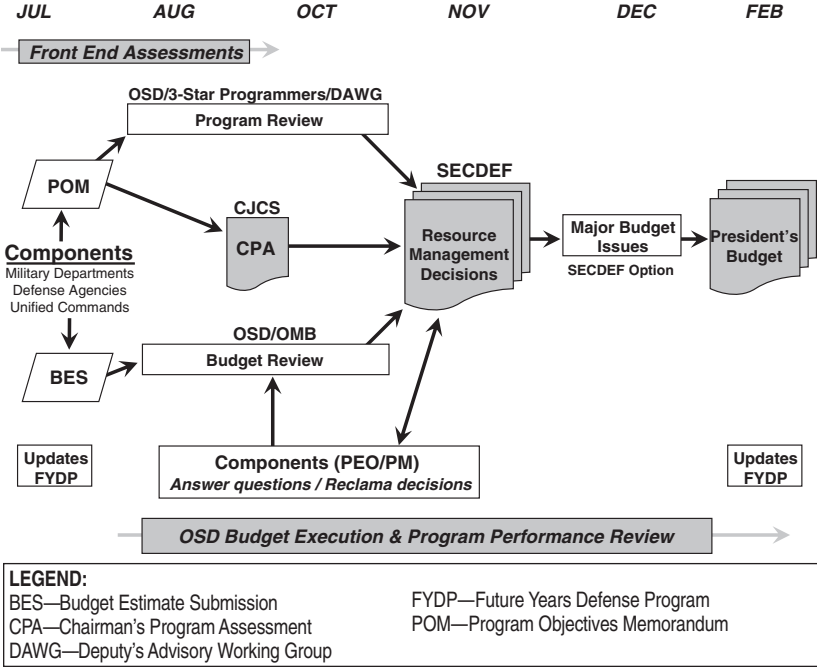 JUL AUG OCT NOV DEC FEB
Front End Assessments
OSD/3-Star Programmers/DAWG
Program Review
POM
SECDEF
CJCS
CPA
Resource
Management
Decisions
Major Budget
Issues
SECDEF Option
President's
Budget
Components
Military Departments
Defense Agencies
Unified Commands
OSD/OMB
Budget Review
BES
Updates
FYDP
Components (PEO/PM)
Answer questions / Reclama decisions
Updates
FYDP
OSD Budget Execution & Program Performance Review
LEGEND:
BES—Budget Estimate Submission
CPA—Chairman's Program Assessment
DAWG—Deputy's Advisory Working Group
FYDP—Future Years Defense Program
POM—Program Objectives Memorandum